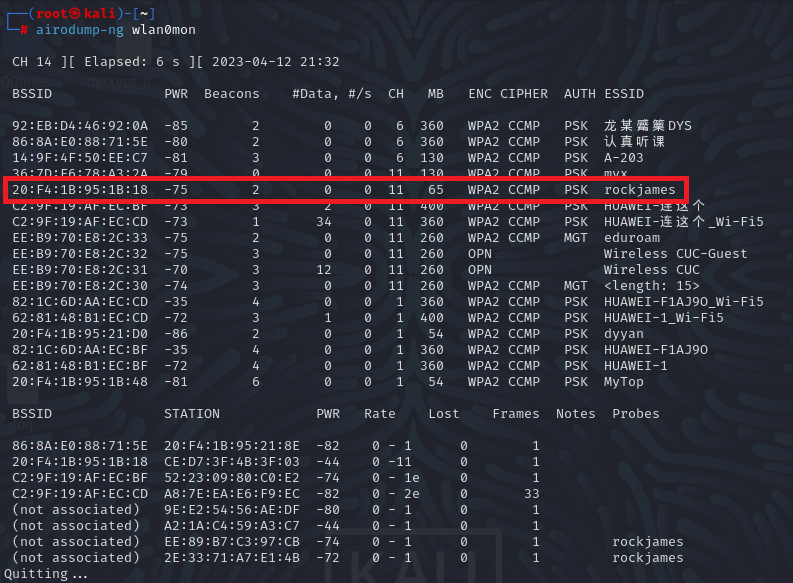 ┌──(root㉿kali)-[~]
└─# airodump-ng wlan0mon
CH 14 ][ Elapsed: 6 s ][ 2023-04-12 21:32
BSSID PWR Beacons #Data, #/s CH MB ENC CIPHER AUTH ESSID
92:EB:D4:46:92:0A -85 2 0 0 6 360 WPA2 CCMP PSK 龙某DYS
86:8A:E0:88:71:5E -80 2 0 0 6 360 WPA2 CCMP PSK 认真听课
14:9F:4F:50:EE:C7 -81 3 0 0 6 130 WPA2 CCMP PSK A-203
36:7D:F6:78:A3:2A -79 0 0 0 11 130 WPA2 CCMP PSK myx
20:F4:1B:95:1B:18 -75 2 0 0 11 65 WPA2 CCMP PSK rockjames
C2:9F:19:AF:EC:BF -73 3 2 0 11 400 WPA2 CCMP PSK HUAWEI-连这个
C2:9F:19:AF:EC:CD -73 1 34 0 11 360 WPA2 CCMP PSK HUAWEI-连这个_Wi-Fi5
EE:B9:70:E8:2C:33 -75 2 0 0 11 260 WPA2 CCMP MGT eduroam
EE:B9:70:E8:2C:32 -75 3 0 0 11 260 OPN Wireless CUC-Guest
EE:B9:70:E8:2C:31 -70 3 12 0 11 260 OPN Wireless CUC
EE:B9:70:E8:2C:30 -74 3 0 0 11 260 WPA2 CCMP MGT <length: 15>
82:1C:6D:AA:EC:CD -35 4 0 0 1 360 WPA2 CCMP PSK HUAWEI-F1AJ9O_Wi-Fi5
62:81:48:B1:EC:CD -72 3 1 0 1 400 WPA2 CCMP PSK HUAWEI-1_Wi-Fi5
20:F4:1B:95:21:D0 -86 2 0 0 1 54 WPA2 CCMP PSK dyyan
82:1C:6D:AA:EC:BF -35 4 0 0 1 360 WPA2 CCMP PSK HUAWEI-F1AJ9O
62:81:48:B1:EC:BF -72 4 0 0 1 360 WPA2 CCMP PSK HUAWEI-1
20:F4:1B:95:1B:48 -81 6 0 0 1 54 WPA2 CCMP PSK MyTop
BSSID STATION PWR Rate Lost Frames Notes Probes
86:8A:E0:88:71:5E 20:F4:1B:95:21:8E -82 0 - 1 0 1
20:F4:1B:95:1B:18 CE:D7:3F:4B:3F:03 -44 0 -11 0 1
C2:9F:19:AF:EC:BF 52:23:09:80:C0:E2 -74 0 - 1e 0 1
C2:9F:19:AF:EC:CD A8:7E:EA:E6:F9:EC -82 0 - 2e 0 33
(not associated) 9E:E2:54:56:AE:DF -80 0 - 1 0 1
(not associated) A2:1A:C4:59:A3:C7 -44 0 - 1 0 1
(not associated) EE:89:B7:C3:97:CB -74 0 - 1 0 1 rockjames
(not associated) 2E:33:71:A7:E1:4B -72 0 - 1 0 1 rockjames
Quitting...